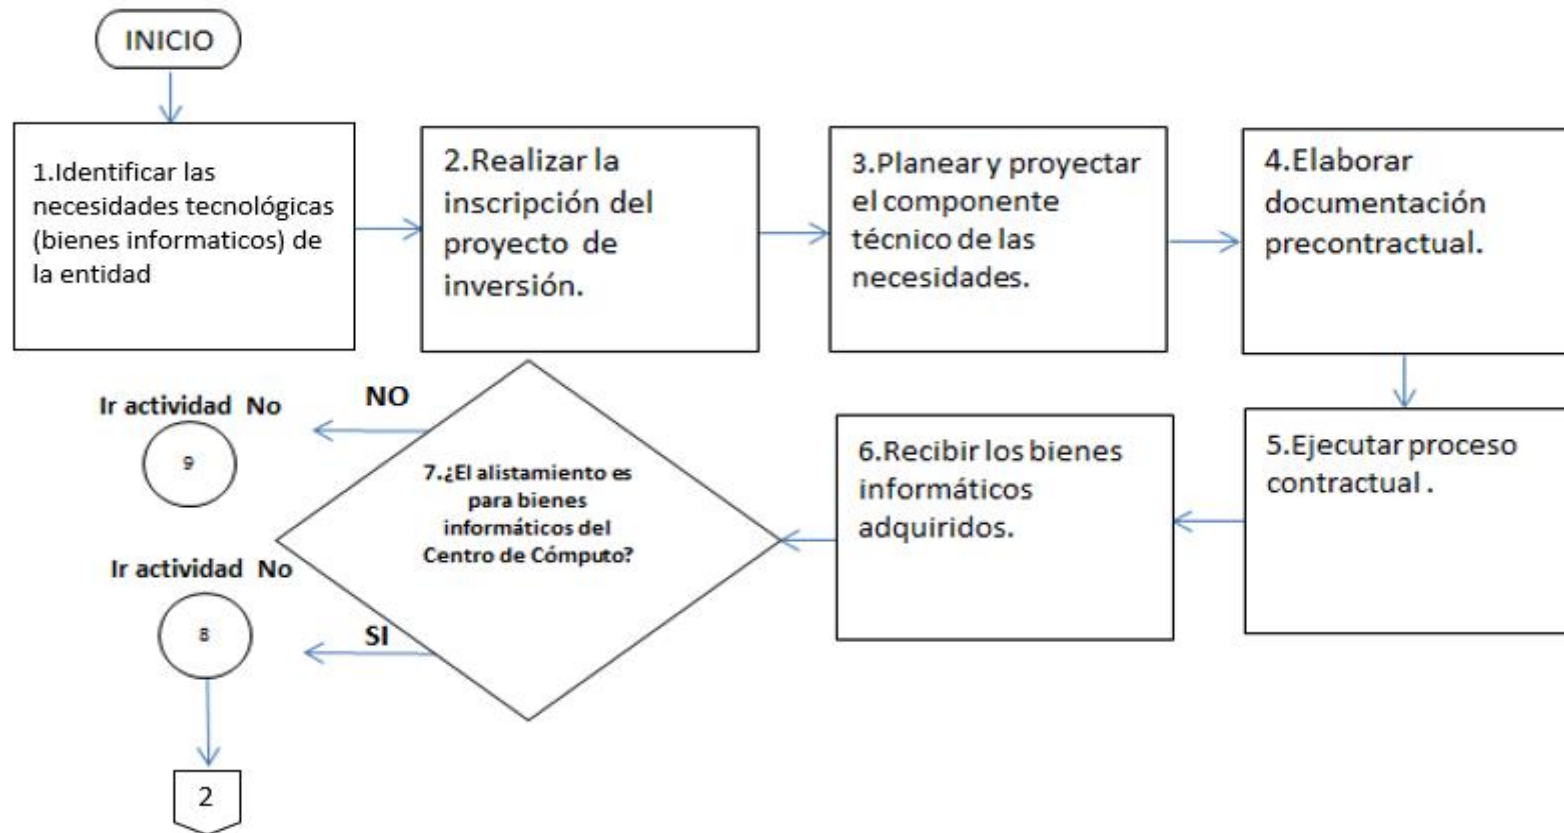 INICIO
1.Identificar las
necesidades tecnológicas
(bienes informaticos) de
la entidad
2.Realizar la
inscripción del
proyecto de
inversión.
3.Planear y proyectar
el componente
técnico de las
necesidades.
4.Elaborar
documentación
precontractual.
5.Ejecutar proceso
contractual .
6.Recibir los bienes
informáticos
adquiridos.
7.¿El alistamiento es
para bienes
informáticos del
Centro de Cómputo?
NO
Ir actividad No
9
SI
Ir actividad No
8
2